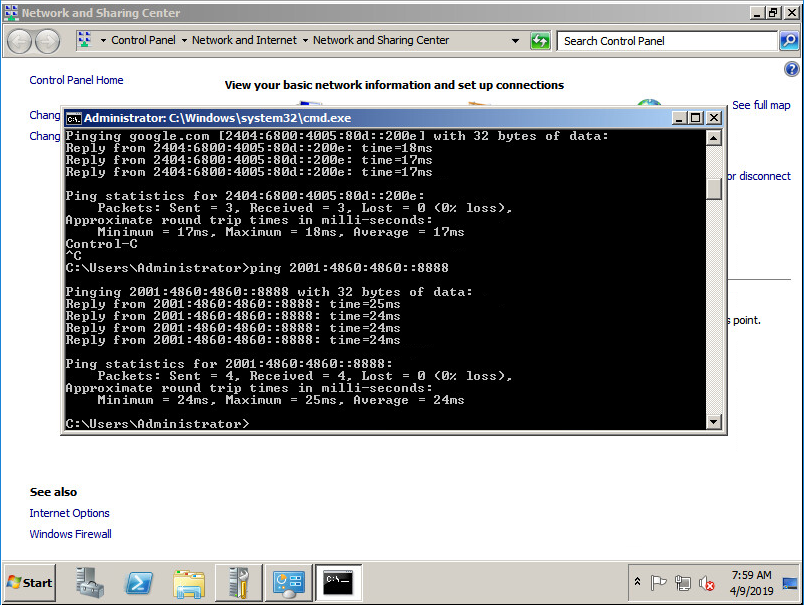 Network and Sharing Center
Control Panel Network and Internet Network and Sharing Center
Search Control Panel
Control Panel Home
View your basic network information and set up connections
See full map
Chang
Chang
or disconnect
s point.
Administrator: C:\Windows\system32\cmd.exe
Pinging google.com [2404:6800:4005:80d::200e] with 32 bytes of data:
Reply from 2404:6800:4005:80d::200e: time=18ms
Reply from 2404:6800:4005:80d::200e: time=17ms
Reply from 2404:6800:4005:80d::200e: time=17ms
Ping statistics for 2404:6800:4005:80d::200e:
Packets: Sent = 3, Received = 3, Lost = 0 (0% loss),
Approximate round trip times in milli-seconds:
Minimum = 17ms, Maximum = 18ms, Average = 17ms
Control-C
^C
C:\Users\Administrator>ping 2001:4860:4860::8888
Pinging 2001:4860:4860::8888 with 32 bytes of data:
Reply from 2001:4860:4860::8888: time=25ms
Reply from 2001:4860:4860::8888: time=24ms
Reply from 2001:4860:4860::8888: time=24ms
Reply from 2001:4860:4860::8888: time=24ms
Ping statistics for 2001:4860:4860::8888:
Packets: Sent = 4, Received = 4, Lost = 0 (0% loss),
Approximate round trip times in milli-seconds:
Minimum = 24ms, Maximum = 25ms, Average = 24ms
C:\Users\Administrator>
See also
Internet Options
Windows Firewall
Start
7:59 AM
4/9/2019